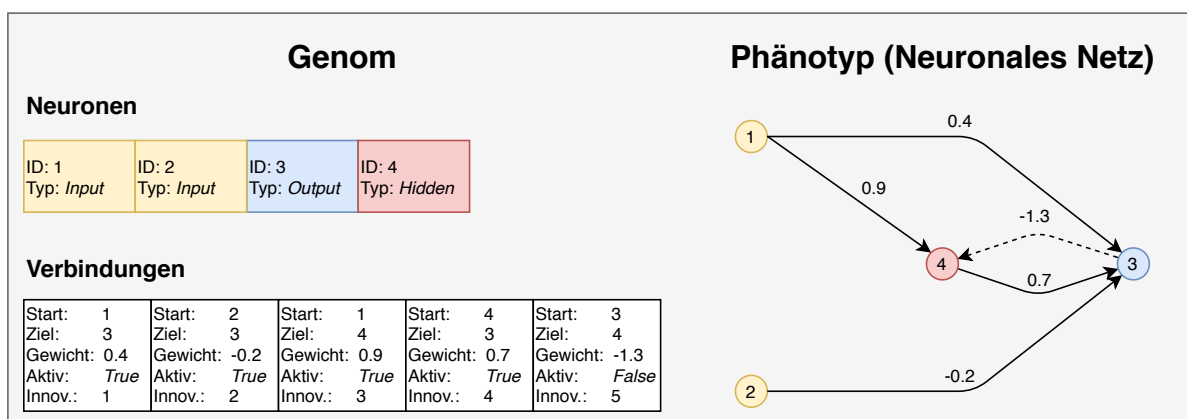 Genom
Neuronen
ID: 1
Typ: Input
ID: 2
Typ: Input
ID: 3
Typ: Output
ID: 4
Typ: Hidden
Verbindungen
Start: 1
Ziel: 3
Gewicht: 0.4
Aktiv: True
Innov.: 1
Start: 2
Ziel: 3
Gewicht: -0.2
Aktiv: True
Innov.: 2
Start: 1
Ziel: 4
Gewicht: 0.9
Aktiv: True
Innov.: 3
Start: 4
Ziel: 3
Gewicht: 0.7
Aktiv: True
Innov.: 4
Start: 3
Ziel: 4
Gewicht: -1.3
Aktiv: False
Innov.: 5
Phänotyp (Neuronales Netz)
1
0.4
0.9
-1.3
4
3
0.7
-0.2
2